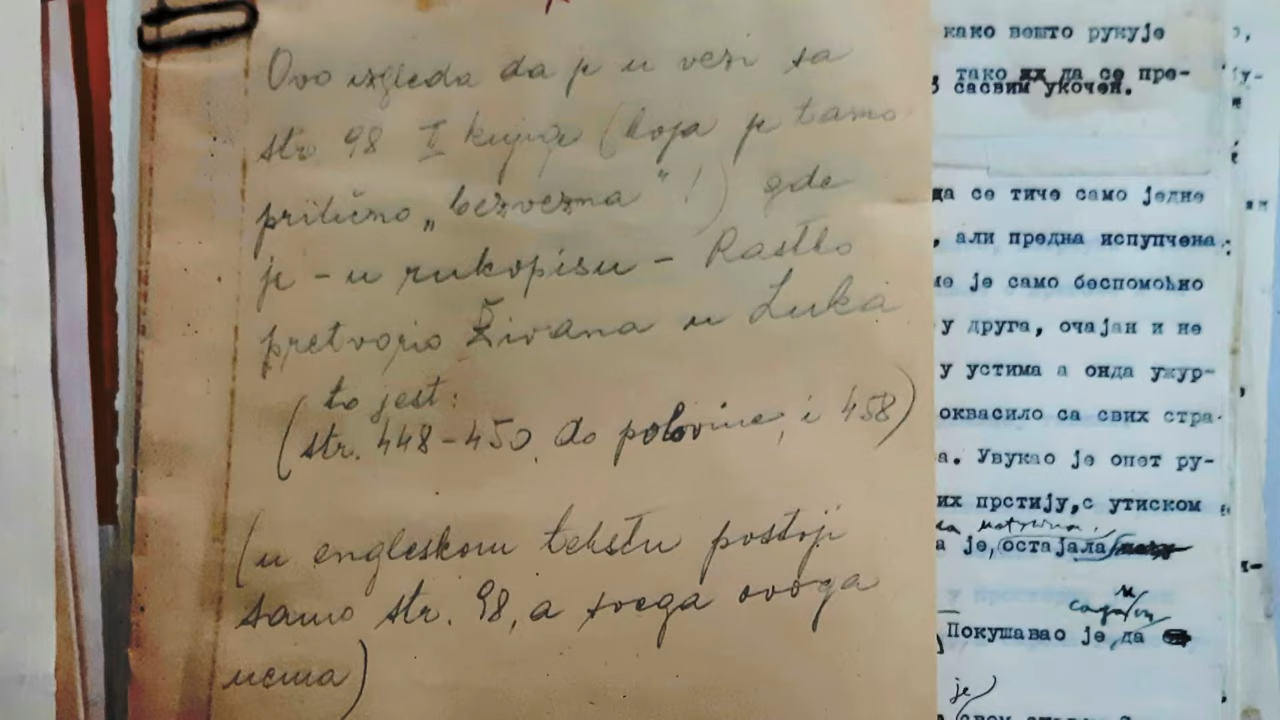 Ovo izgleda da je u vezi sa
str 98 II knjige (koja je tamo
prilično „bezvezna"!) gde
je - u rukopisu - Rastko
pretvorio Živana u Luka
to jest:
(str. 448-450, do polovine, i 458)
(u engleskom tekstu postoji
samo str. 98, a svega ovoga
nema)
како вешто рукује
тако да се пре-
сасвим укочен.
да се тиче само једне
, али предна испупчена
је само беспомоћно
у друга, очајан и не
у устима а онда ужур-
оквасило са свих стра-
а. Увукао је опет ру-
их прстију, с утиском
а је, остајала
Покушавао је да
је